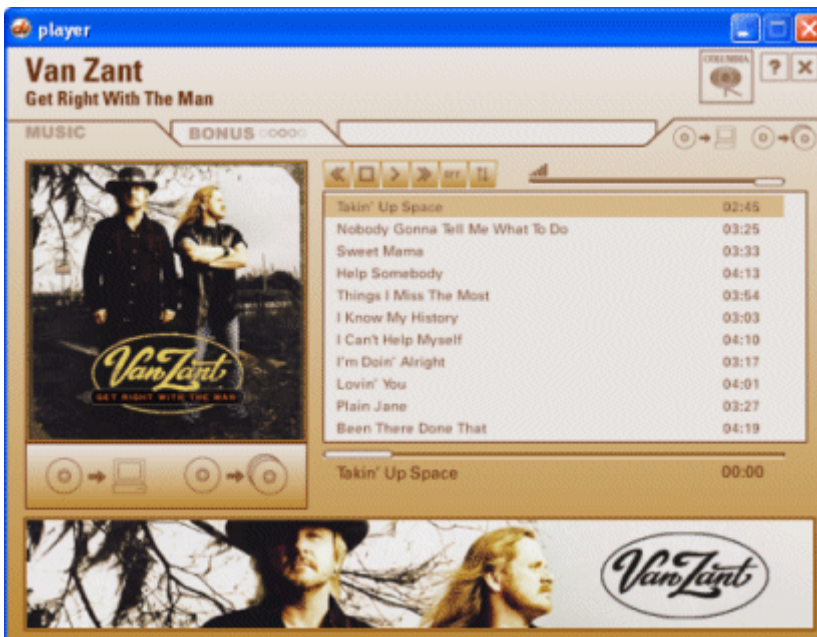 player
Van Zant
Get Right With The Man
COLUMBIA
?
MUSIC
BONUS
OFF
Takin' Up Space 02:45
Nobody Gonna Tell Me What To Do 03:25
Sweet Mama 03:33
Help Somebody 04:13
Things I Miss The Most 03:54
I Know My History 03:03
I Can't Help Myself 04:10
I'm Doin' Alright 03:17
Lovin' You 04:01
Plain Jane 03:27
Been There Done That 04:19
Van Zant
GET RIGHT WITH THE MAN
Takin' Up Space 00:00
Van Zant